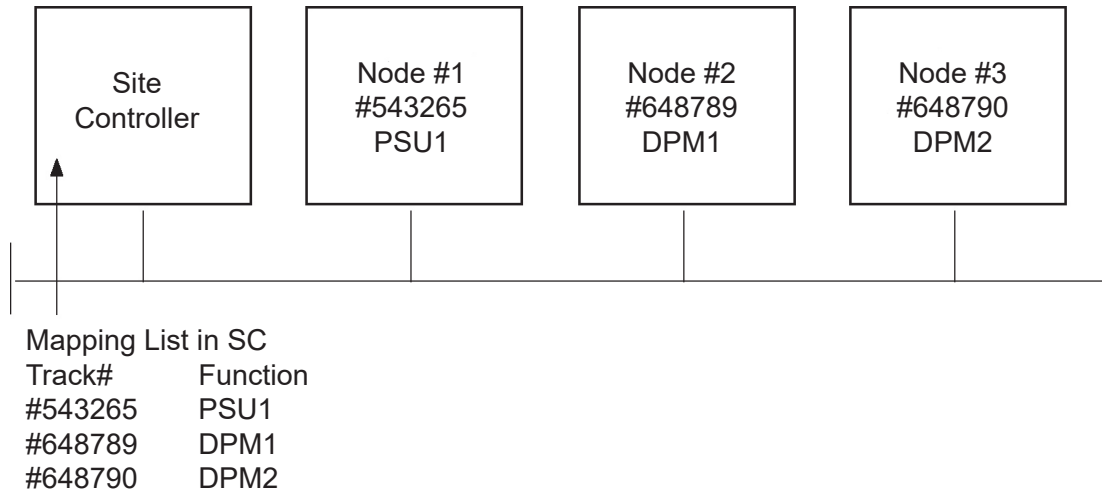 Site
Controller
Node #1
#543265
PSU1
Node #2
#648789
DPM1
Node #3
#648790
DPM2
Mapping List in SC
Track# Function
#543265 PSU1
#648789 DPM1
#648790 DPM2